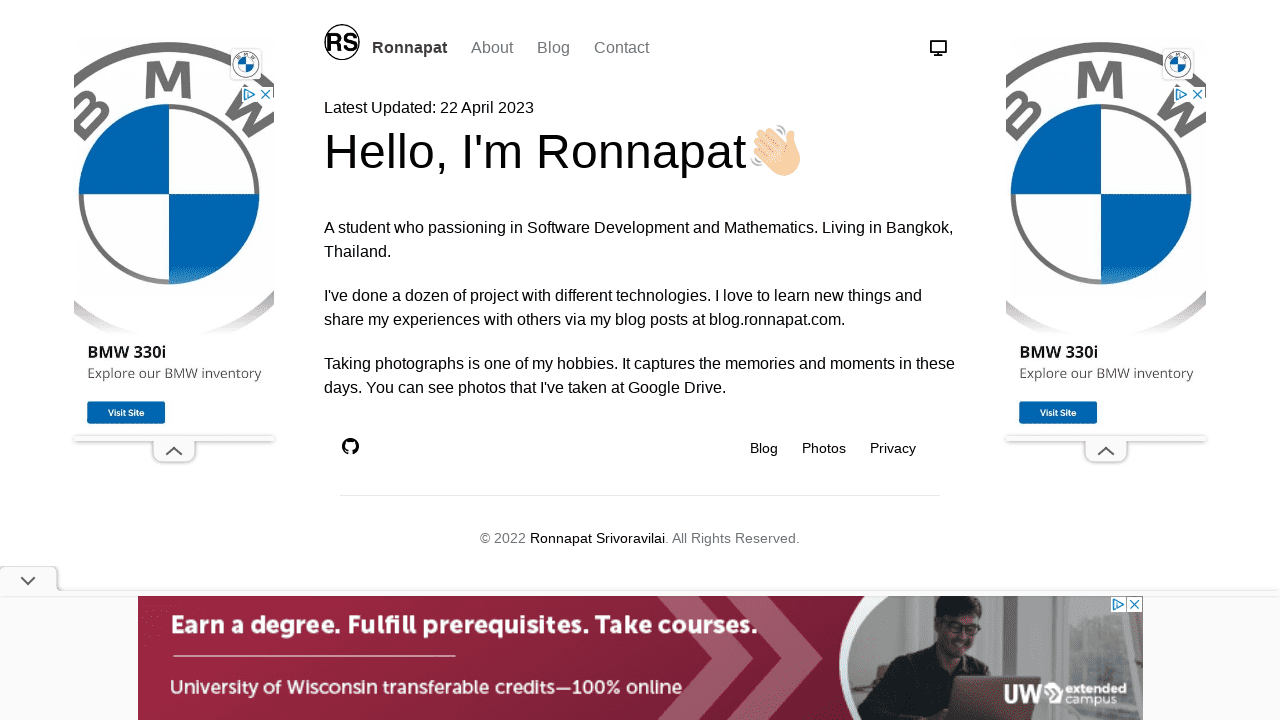 RS
Ronnapat
About
Blog
Contact
Latest Updated: 22 April 2023
Hello, I'm Ronnapat
A student who passioning in Software Development and Mathematics. Living in Bangkok,
Thailand.
I've done a dozen of project with different technologies. I love to learn new things and
share my experiences with others via my blog posts at blog.ronnapat.com.
Taking photographs is one of my hobbies. It captures the memories and moments in these
days. You can see photos that I've taken at Google Drive.
Blog
Photos
Privacy
© 2022 Ronnapat Srivoravilai. All Rights Reserved.
BMW
BMW 330i
Explore our BMW inventory
Visit Site
BMW
BMW 330i
Explore our BMW inventory
Visit Site
Earn a degree. Fulfill prerequisites. Take courses.
University of Wisconsin transferable credits—100% online
UW extended
campus